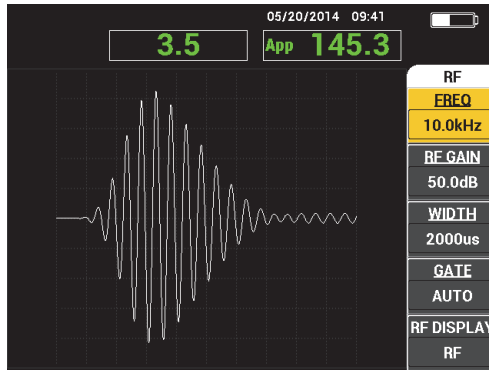 05/20/2014 09:41
3.5
App 145.3
RF
FREQ
10.0kHz
RF GAIN
50.0dB
WIDTH
2000us
GATE
AUTO
RF DISPLAY
RF